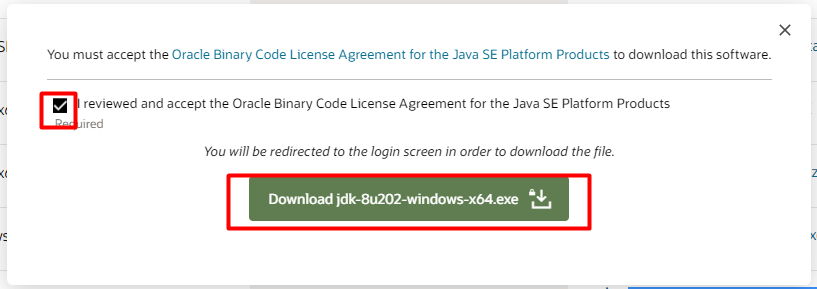 You must accept the Oracle Binary Code License Agreement for the Java SE Platform Products to download this software.
I reviewed and accept the Oracle Binary Code License Agreement for the Java SE Platform Products
Required
You will be redirected to the login screen in order to download the file.
Download jdk-8u202-windows-x64.exe